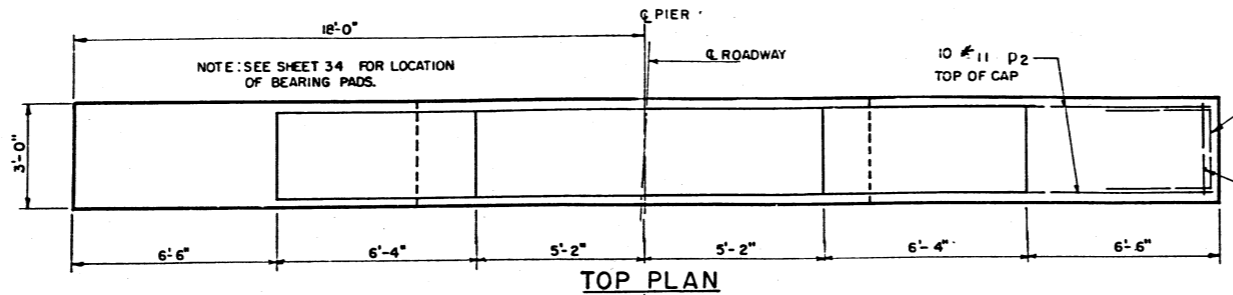 ℄ PIER
18'-0"
℄ ROADWAY
NOTE: SEE SHEET 34 FOR LOCATION
OF BEARING PADS.
10 # 11 P2
TOP OF CAP
3'-0"
6'-6"
6'-4"
5'-2"
5'-2"
6'-4"
6'-6"
TOP PLAN